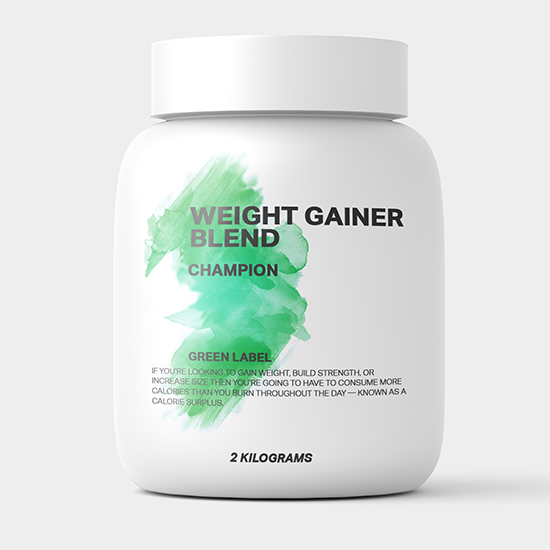 WEIGHT GAINER
BLEND
CHAMPION
GREEN LABEL
IF YOU'RE LOOKING TO GAIN WEIGHT, BUILD STRENGTH, OR
INCREASE SIZE THEN YOU'RE GOING TO HAVE TO CONSUME MORE
CALORIES THAN YOU BURN THROUGHOUT THE DAY — KNOWN AS A
CALORIE SURPLUS.
2 KILOGRAMS